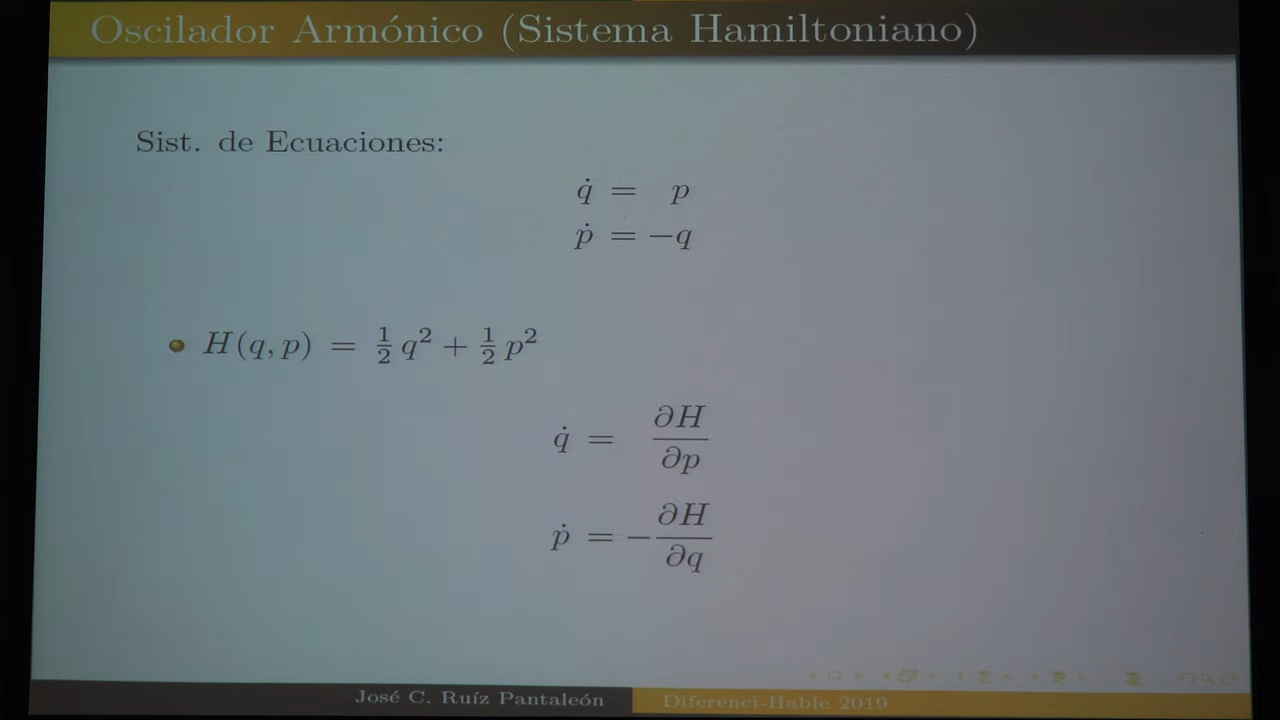 Oscilador Armónico (Sistema Hamiltoniano)
Sist. de Ecuaciones:
q̇ = p
ṗ = −q
H(q, p) = ½ q² + ½ p²
q̇ = ∂H/∂p
ṗ = −∂H/∂q
José C. Ruíz Pantaleón Diferenci-Hable 2019